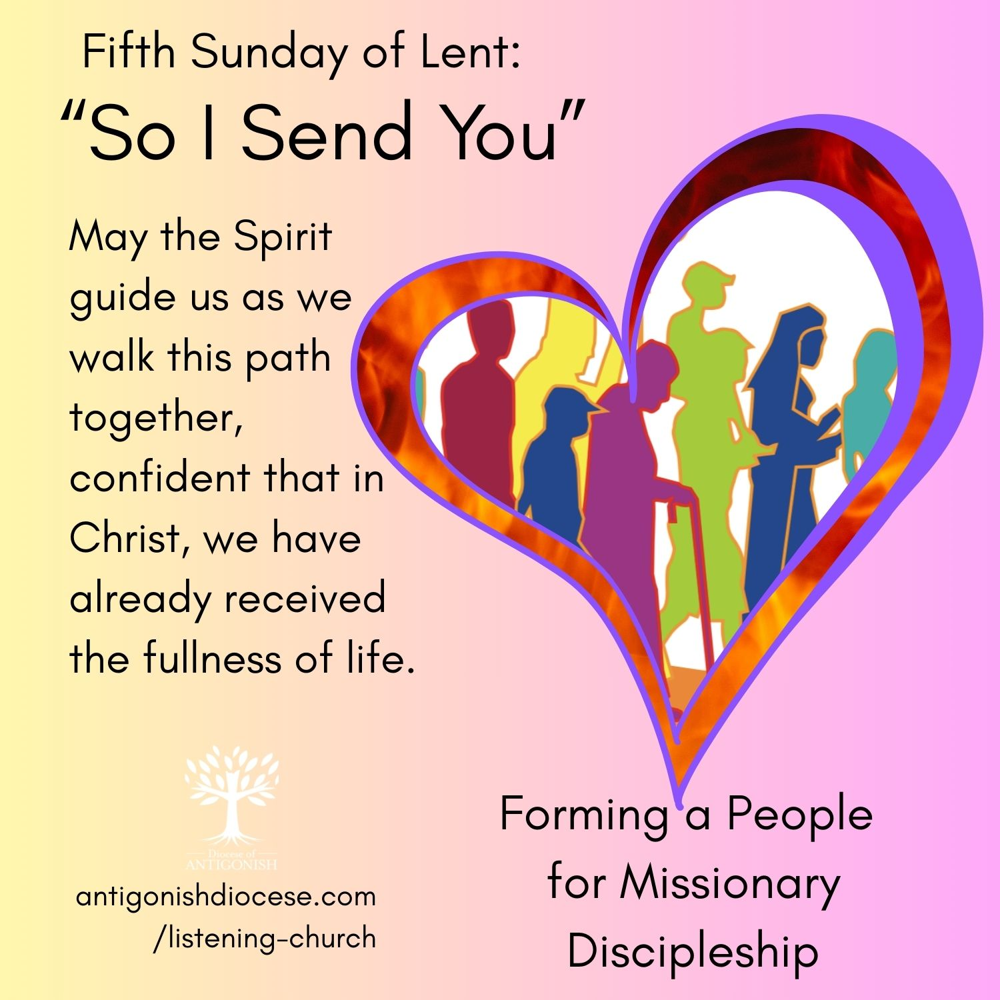 Fifth Sunday of Lent:
“So I Send You”
May the Spirit
guide us as we
walk this path
together,
confident that in
Christ, we have
already received
the fullness of life.
Diocese of
ANTIGONISH
antigonishdiocese.com
/listening-church
Forming a People
for Missionary
Discipleship